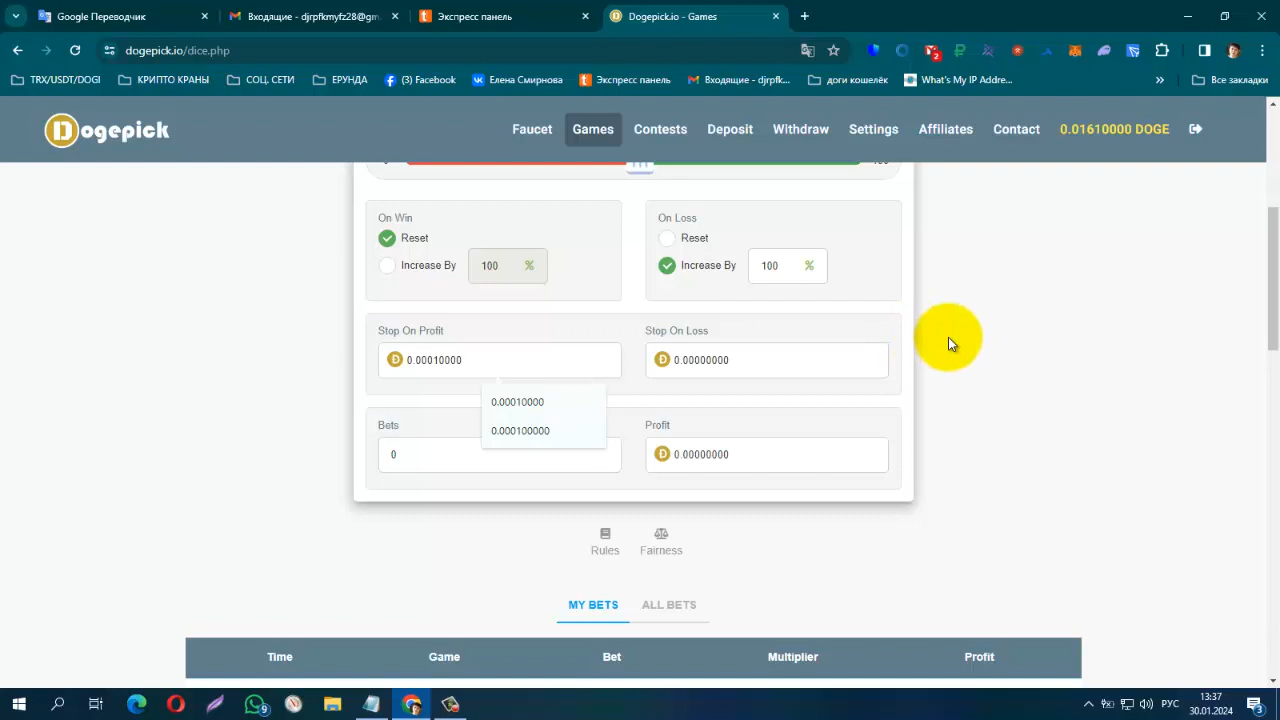 Google Переводчик
Входящие - djrpfkmyfz28@gm
Экспресс панель
Dogepick.io - Games
dogepick.io/dice.php
2
TRX/USDT/DOGI
КРИПТО КРАНЫ
СОЦ. СЕТИ
ЕРУНДА
(3) Facebook
Елена Смирнова
Экспресс панель
Входящие - djrpfk...
доги кошелёк
What's My IP Addre...
Все закладки
Dogepick
Faucet
Games
Contests
Deposit
Withdraw
Settings
Affiliates
Contact
0.01610000 DOGE
On Win
Reset
Increase By
100
%
On Loss
Reset
Increase By
100
%
Stop On Profit
0.00010000
Stop On Loss
0.00000000
0.00010000
0.000100000
Bets
0
Profit
0.00000000
Rules
Fairness
MY BETS
ALL BETS
Time
Game
Bet
Multiplier
Profit
9
РУС
13:37
30.01.2024
3